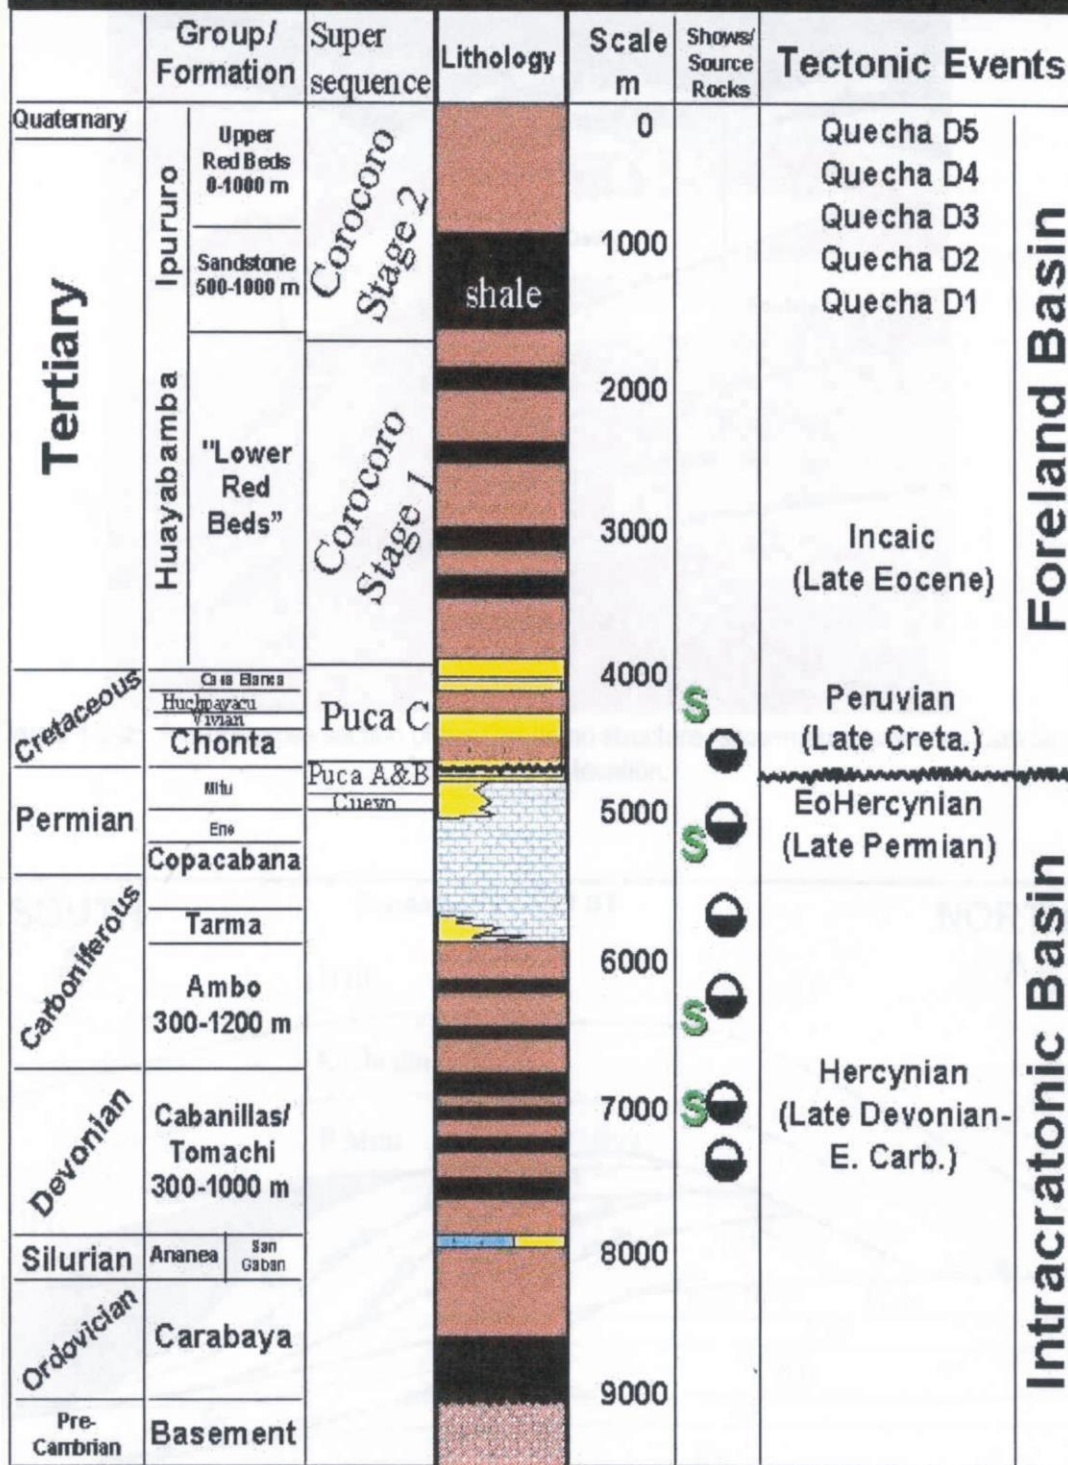 Group/
Formation
Super
sequence
Lithology
Scale
m
Shows/
Source
Rocks
Tectonic Events
Quaternary
Tertiary
Cretaceous
Permian
Carboniferous
Devonian
Silurian
Ordovician
Pre-
Cambrian
Ipururo
Upper
Red Beds
0-1000 m
Sandstone
500-1000 m
Huayabamba
"Lower
Red
Beds”
Casa Blanca
Huchpayacu
Vivian
Chonta
Mitu
Ene
Copacabana
Tarma
Ambo
300-1200 m
Cabanillas/
Tomachi
300-1000 m
Ananea
San
Gaban
Carabaya
Basement
Corocoro
Stage 2
Corocoro
Stage 1
Puca C
Puca A&B
Cuevo
shale
0
1000
2000
3000
4000
5000
6000
7000
8000
9000
S
S
S
S
Quecha D5
Quecha D4
Quecha D3
Quecha D2
Quecha D1
Incaic
(Late Eocene)
Peruvian
(Late Creta.)
EoHercynian
(Late Permian)
Hercynian
(Late Devonian-
E. Carb.)
Foreland Basin
Intracratonic Basin